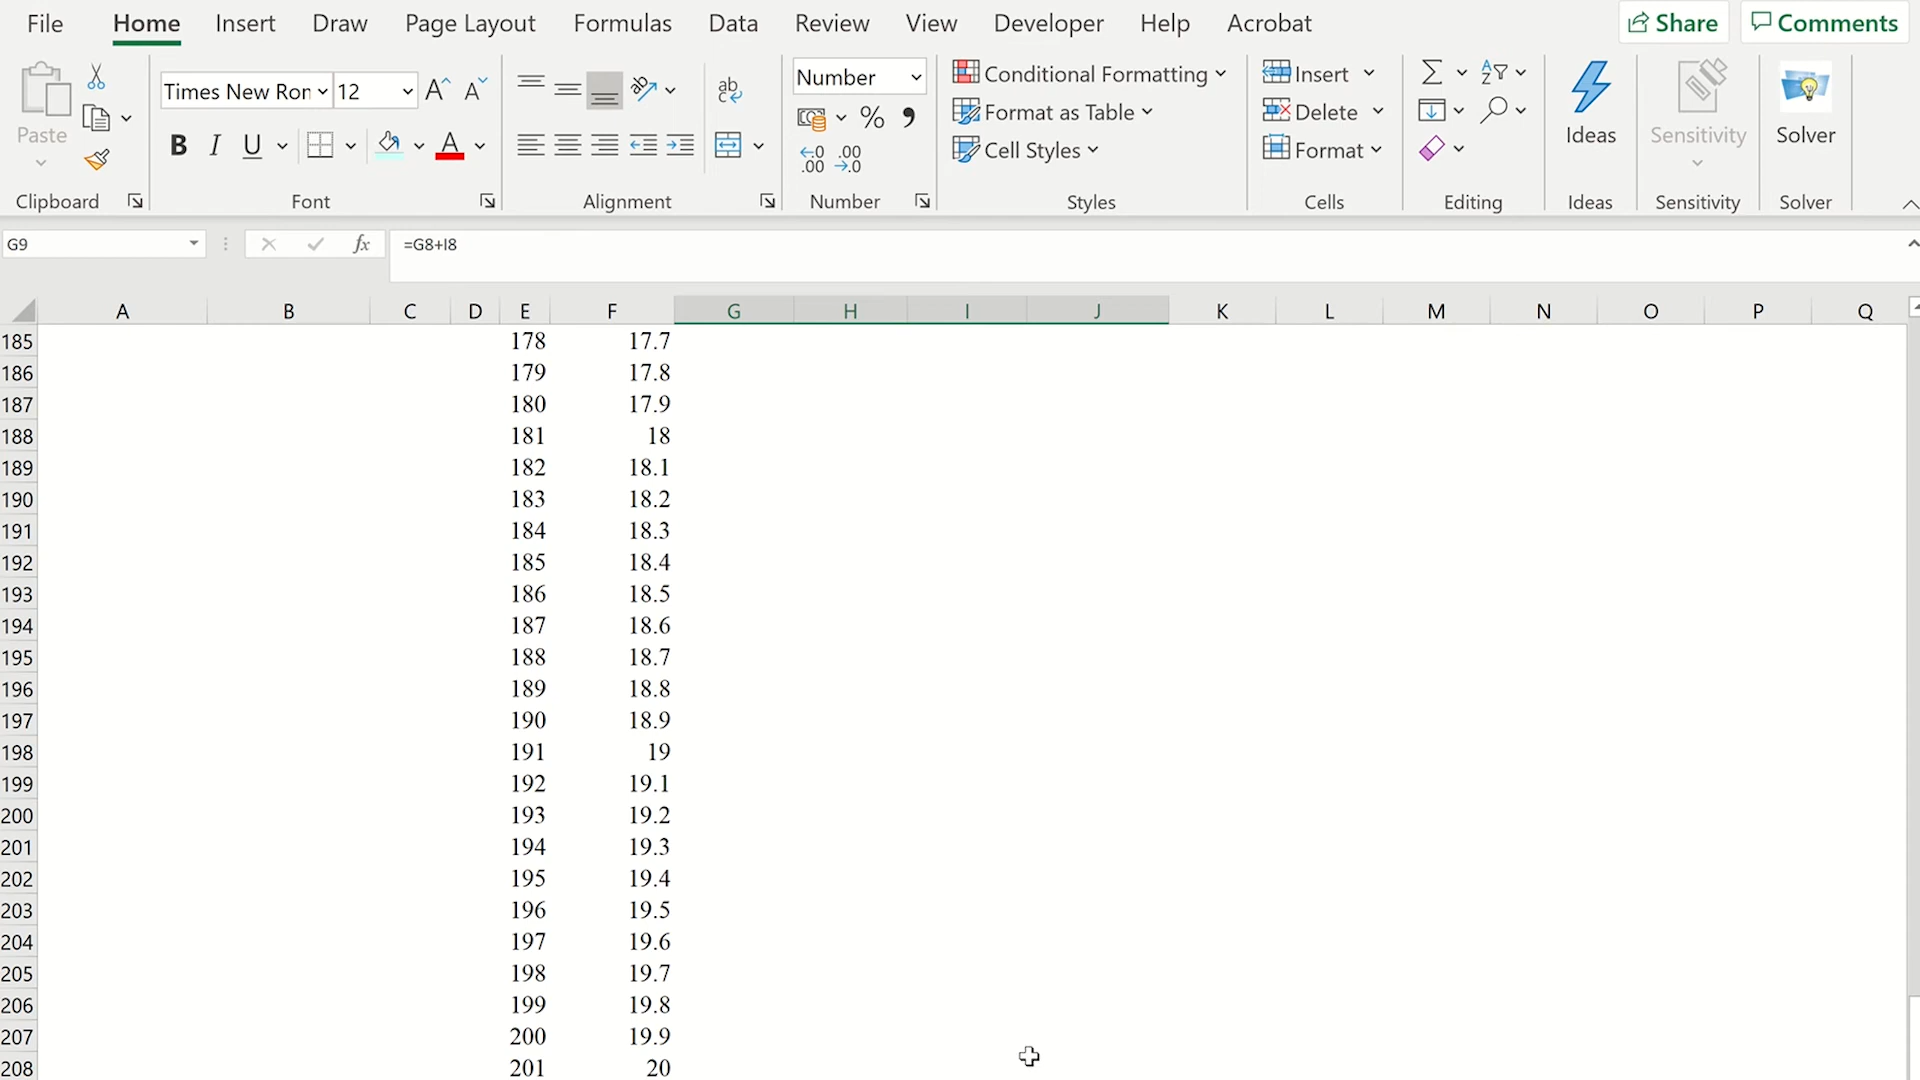 File Home Insert Draw Page Layout Formulas Data Review View Developer Help Acrobat Share Comments
Times New Ron 12 A A ab Number Conditional Formatting Insert Ideas Sensitivity Solver
Paste % , Format as Table Delete
B I U A .00 .00 Cell Styles Format
Clipboard Font Alignment Number Styles Cells Editing Ideas Sensitivity Solver
G9 fx =G8+I8
A B C D E F G H I J K L M N O P Q
185 178 17.7
186 179 17.8
187 180 17.9
188 181 18
189 182 18.1
190 183 18.2
191 184 18.3
192 185 18.4
193 186 18.5
194 187 18.6
195 188 18.7
196 189 18.8
197 190 18.9
198 191 19
199 192 19.1
200 193 19.2
201 194 19.3
202 195 19.4
203 196 19.5
204 197 19.6
205 198 19.7
206 199 19.8
207 200 19.9
208 201 20